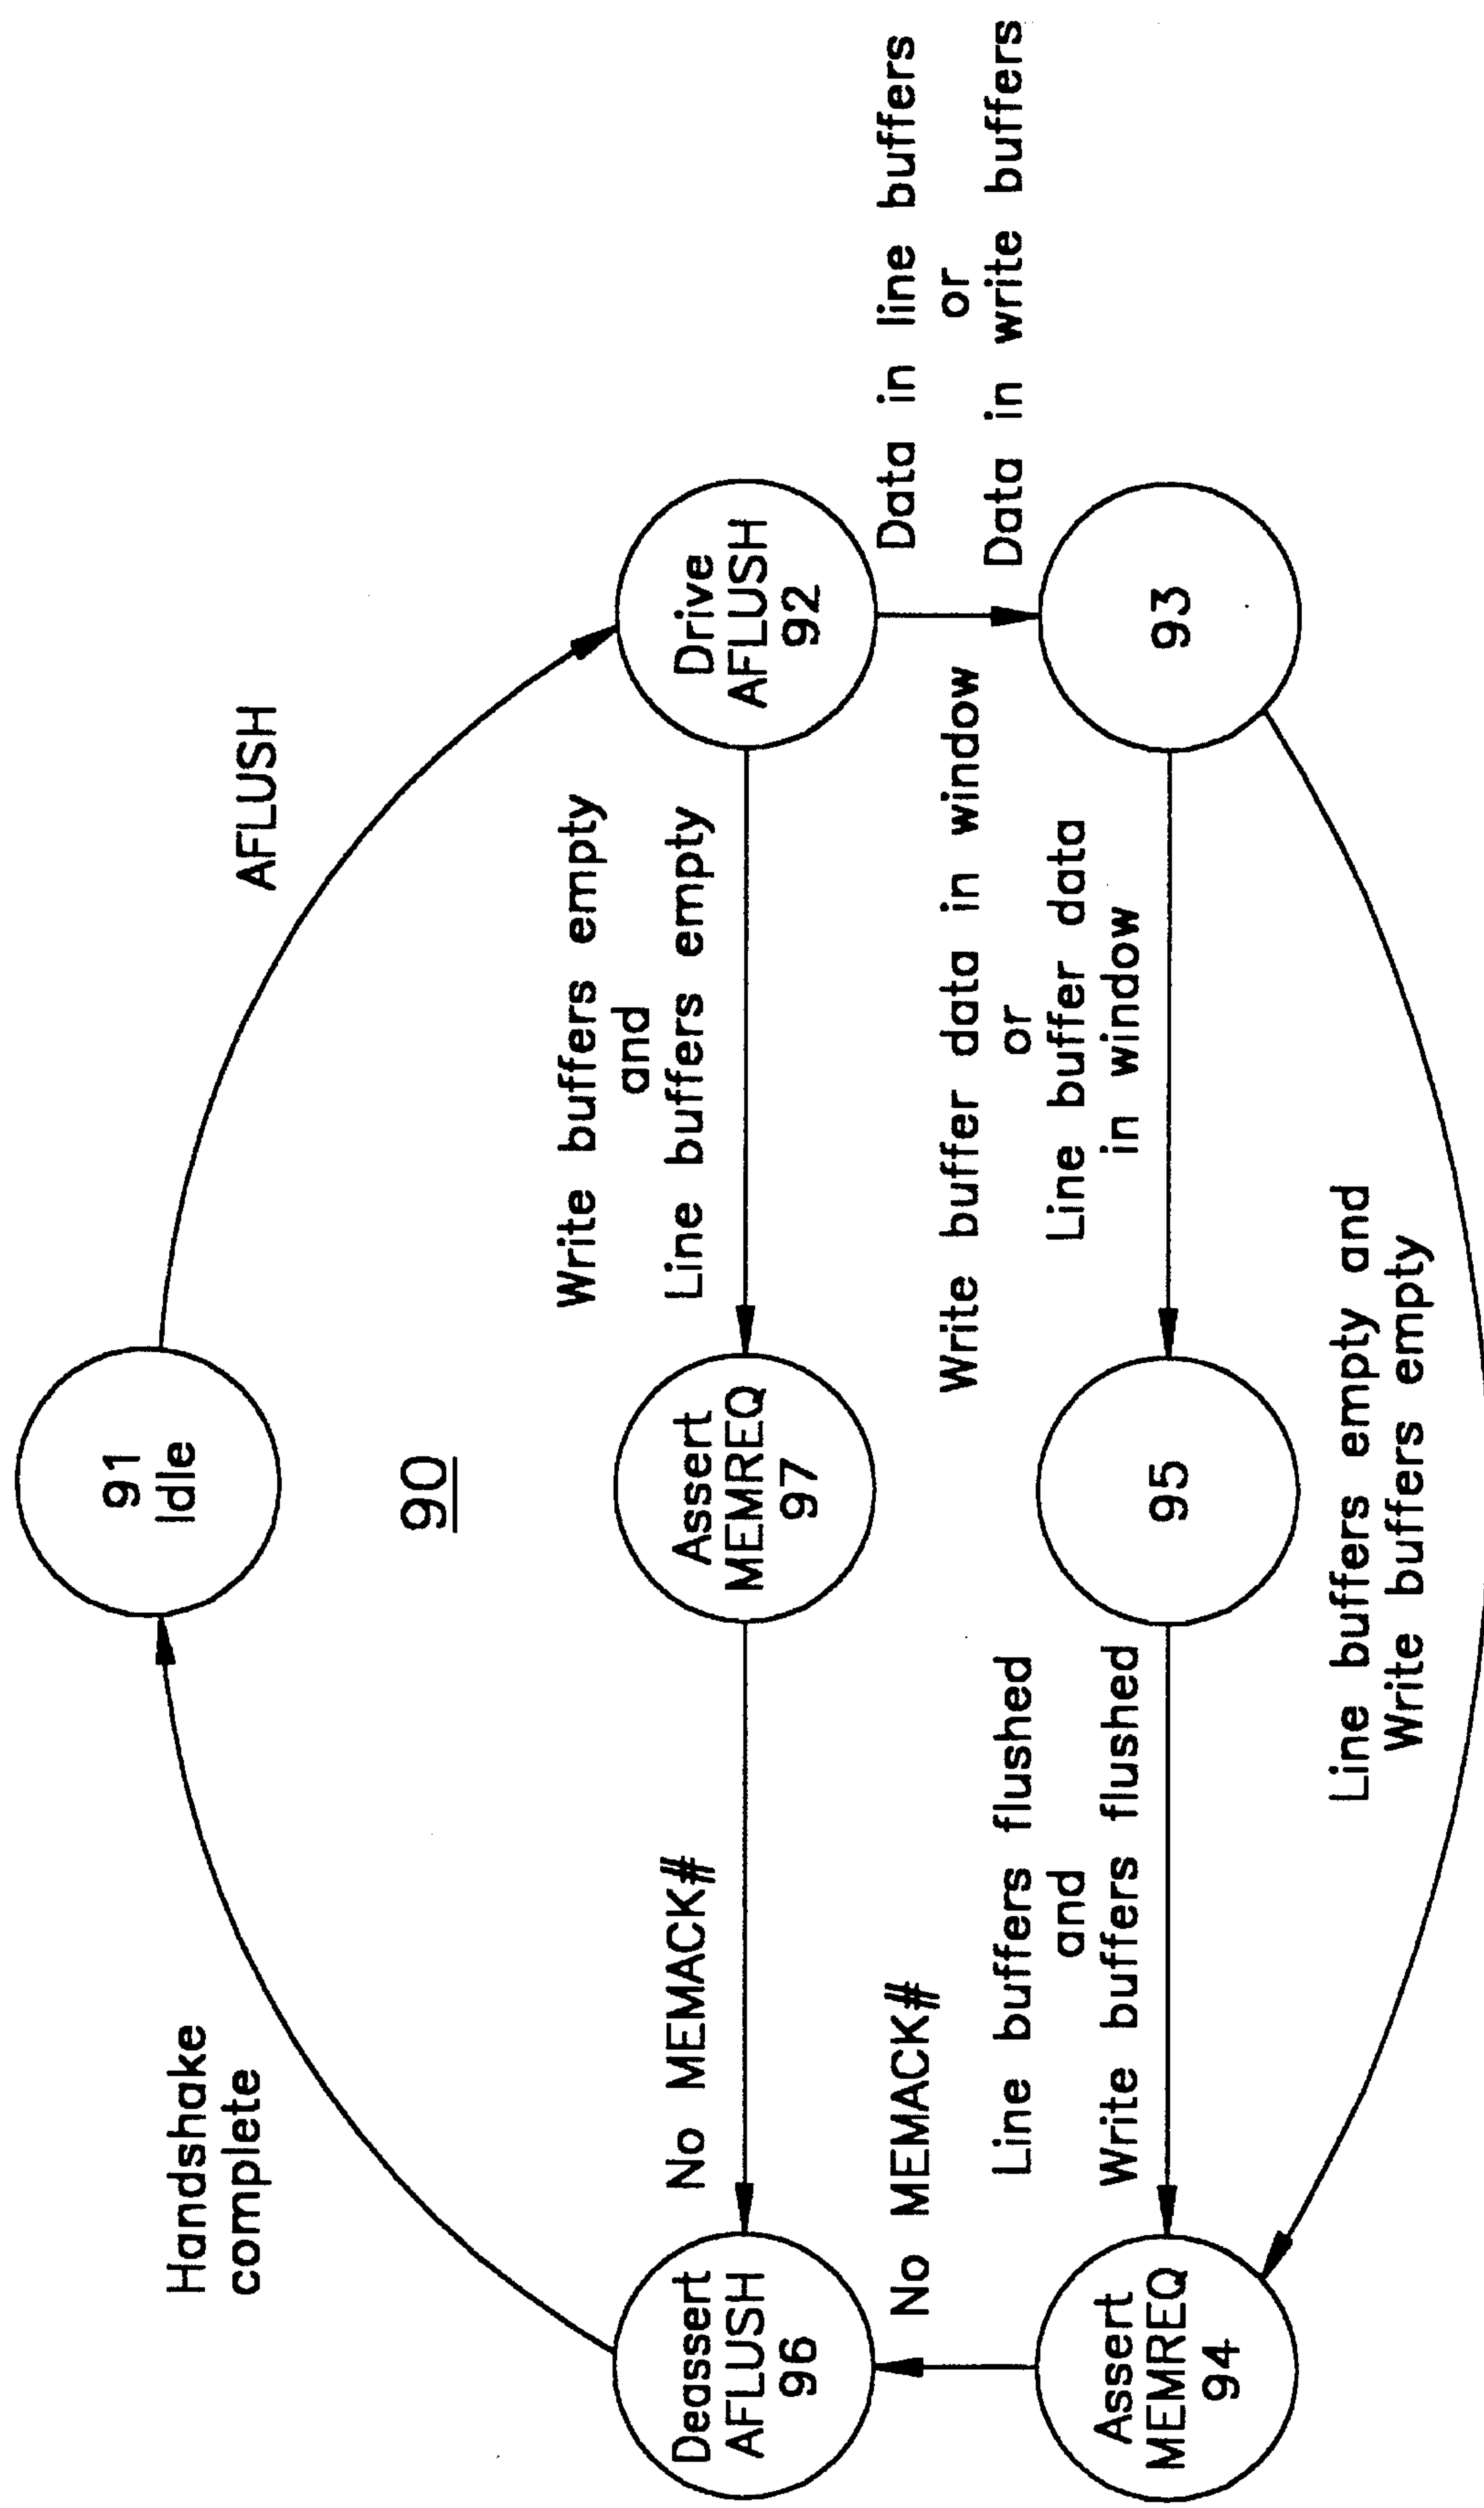 91
Idle
90
Handshake
complete
AFLUSH
Deassert
AFLUSH
96
No MEMACK#
Assert
MEMREQ
97
Write buffers empty
and
Line buffers empty
Drive
AFLUSH
92
No MEMACK#
Line buffers flushed
and
Write buffers flushed
Write buffer data in window
or
Line buffer data
in window
Data in line buffers
or
Data in write buffers
Assert
MEMREQ
94
95
93
Line buffers empty and
Write buffers empty